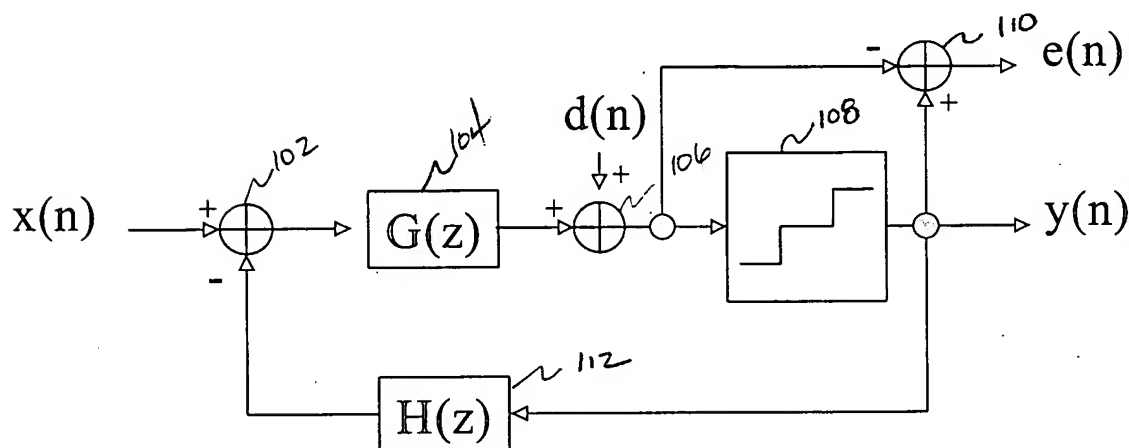 110
- e(n)
+
d(n) 108
104
102 + 106
x(n) + G(z) + y(n)
-
112
H(z)